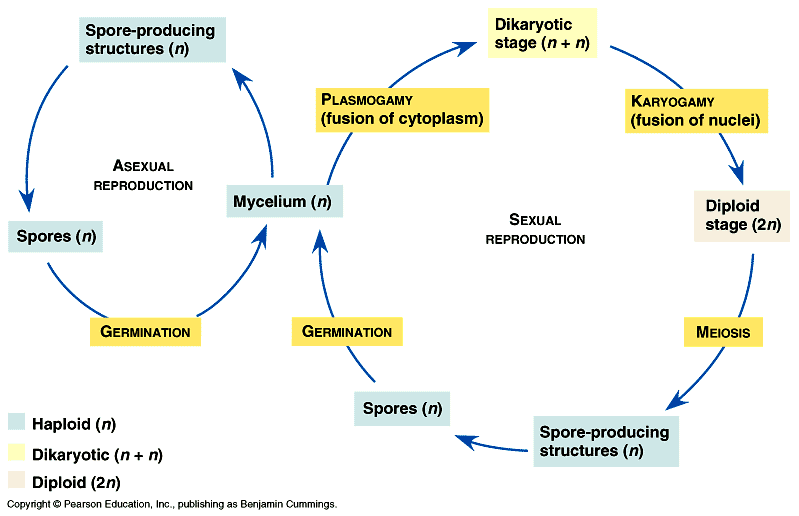 Spore-producing
structures (n)
Dikaryotic
stage (n + n)
PLASMOGAMY
(fusion of cytoplasm)
KARYOGAMY
(fusion of nuclei)
ASEXUAL
REPRODUCTION
Mycelium (n)
Spores (n)
SEXUAL
REPRODUCTION
Diploid
stage (2n)
GERMINATION
GERMINATION
MEIOSIS
Spores (n)
Spore-producing
structures (n)
Haploid (n)
Dikaryotic (n + n)
Diploid (2n)
Copyright © Pearson Education, Inc., publishing as Benjamin Cummings.